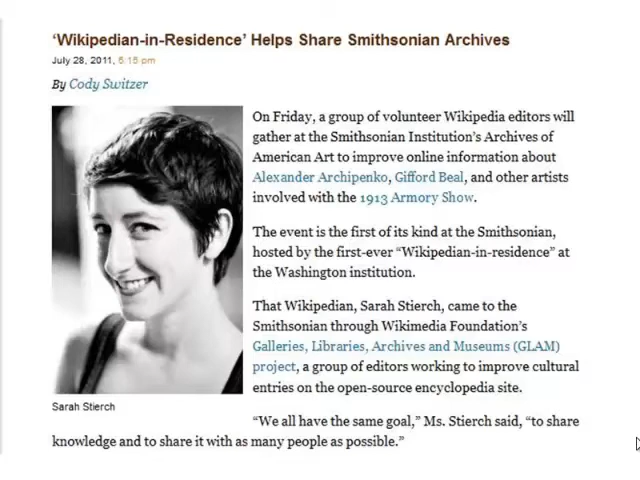 ‘Wikipedian-in-Residence’ Helps Share Smithsonian Archives
July 28, 2011, 5:15 pm
By Cody Switzer
On Friday, a group of volunteer Wikipedia editors will
gather at the Smithsonian Institution’s Archives of
American Art to improve online information about
Alexander Archipenko, Gifford Beal, and other artists
involved with the 1913 Armory Show.
The event is the first of its kind at the Smithsonian,
hosted by the first-ever “Wikipedian-in-residence” at
the Washington institution.
That Wikipedian, Sarah Stierch, came to the
Smithsonian through Wikimedia Foundation’s
Galleries, Libraries, Archives and Museums (GLAM)
project, a group of editors working to improve cultural
entries on the open-source encyclopedia site.
Sarah Stierch
“We all have the same goal,” Ms. Stierch said, “to share
knowledge and to share it with as many people as possible.”